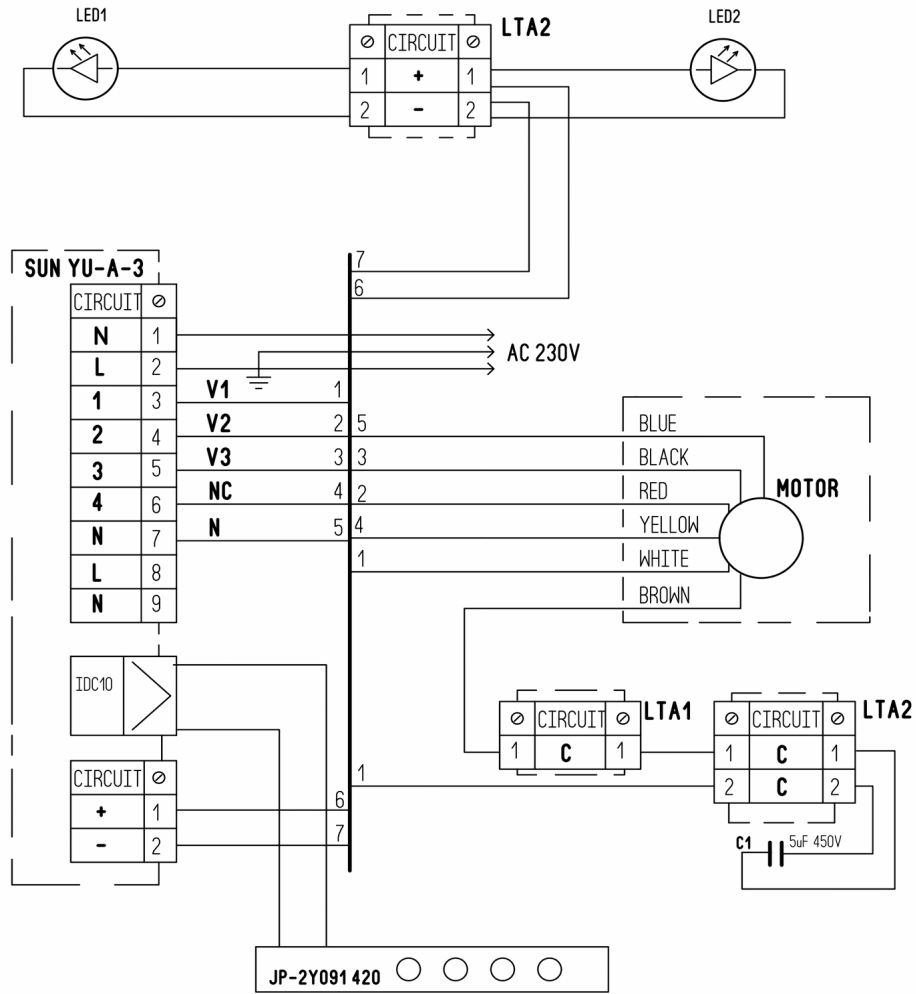 LED1
LTA2
LED2
CIRCUIT
1 + 1
2 - 2
7
6
SUN YU-A-3
CIRCUIT
N 1
L 2
AC 230V
1 3 V1 1
2 4 V2 2 5 BLUE
3 5 V3 3 3 BLACK
4 6 NC 4 2 RED
MOTOR
N 7 N 5 4 YELLOW
L 8 1 WHITE
N 9 BROWN
IDC10
CIRCUIT LTA1
1 C 1
CIRCUIT LTA2
1 C 1
2 C 2
1
CIRCUIT
+ 1 6
- 2 7
C1 5uF 450V
JP-2Y091420